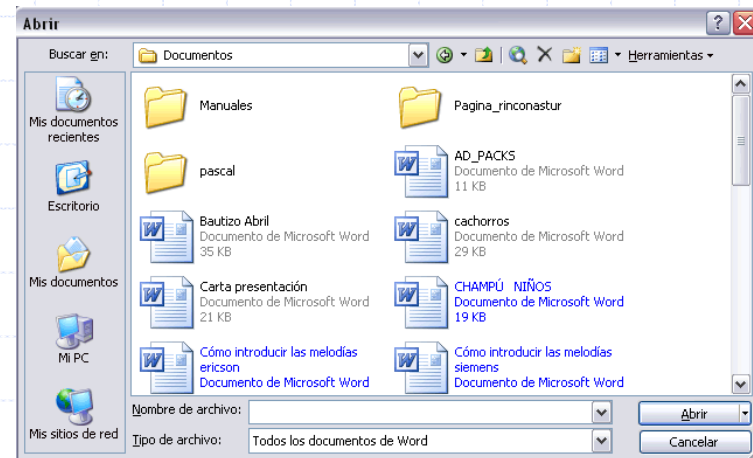 Abrir
Buscar en:
Documentos
Herramientas
Mis documentos
recientes
Escritorio
Mis documentos
Mi PC
Mis sitios de red
Manuales
Pagina_rinconastur
pascal
AD_PACKS
Documento de Microsoft Word
11 KB
Bautizo Abril
Documento de Microsoft Word
35 KB
cachorros
Documento de Microsoft Word
29 KB
Carta presentación
Documento de Microsoft Word
21 KB
CHAMPÚ NIÑOS
Documento de Microsoft Word
19 KB
Cómo introducir las melodías
ericson
Documento de Microsoft Word
Cómo introducir las melodías
siemens
Documento de Microsoft Word
Nombre de archivo:
Abrir
Tipo de archivo:
Todos los documentos de Word
Cancelar